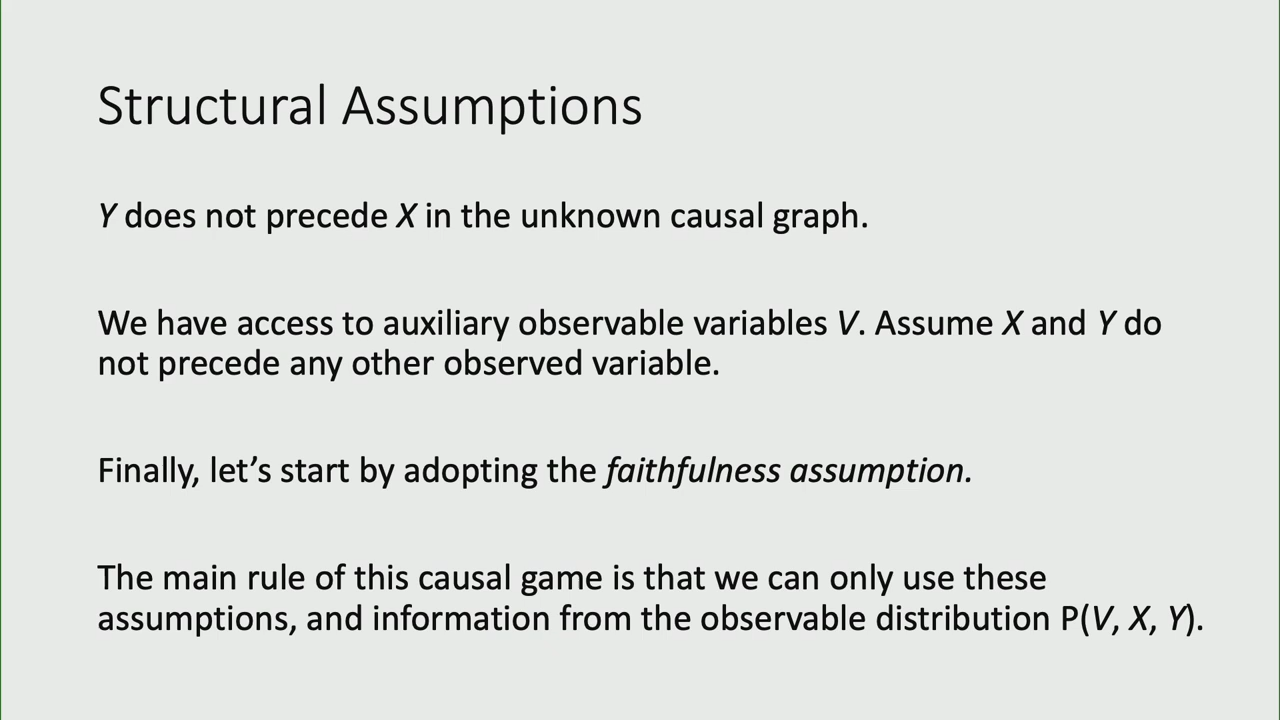 Structural Assumptions
Y does not precede X in the unknown causal graph.
We have access to auxiliary observable variables V. Assume X and Y do
not precede any other observed variable.
Finally, let’s start by adopting the faithfulness assumption.
The main rule of this causal game is that we can only use these
assumptions, and information from the observable distribution P(V, X, Y).